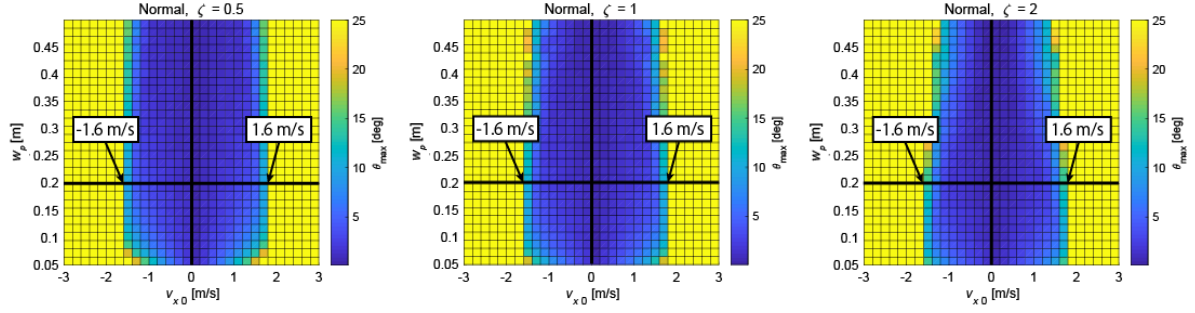 Normal, ζ = 0.5
0.45
0.4
0.35
0.3
0.25
0.2
0.15
0.1
0.05
w_p [m]
-1.6 m/s
1.6 m/s
-3 -2 -1 0 1 2 3
v_x 0 [m/s]
25
20
15
10
5
θ_max [deg]
Normal, ζ = 1
0.45
0.4
0.35
0.3
0.25
0.2
0.15
0.1
0.05
w_p [m]
-1.6 m/s
1.6 m/s
-3 -2 -1 0 1 2 3
v_x 0 [m/s]
25
20
15
10
5
θ_max [deg]
Normal, ζ = 2
0.45
0.4
0.35
0.3
0.25
0.2
0.15
0.1
0.05
w_p [m]
-1.6 m/s
1.6 m/s
-3 -2 -1 0 1 2 3
v_x 0 [m/s]
25
20
15
10
5
θ_max [deg]